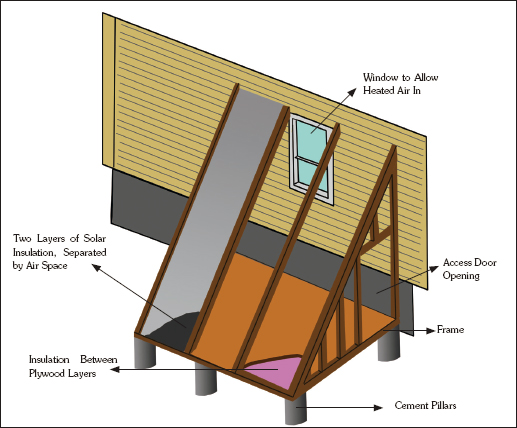 Window to Allow
Heated Air In
Two Layers of Solar
Insulation, Separated
by Air Space
Access Door
Opening
Frame
Insulation Between
Plywood Layers
Cement Pillars